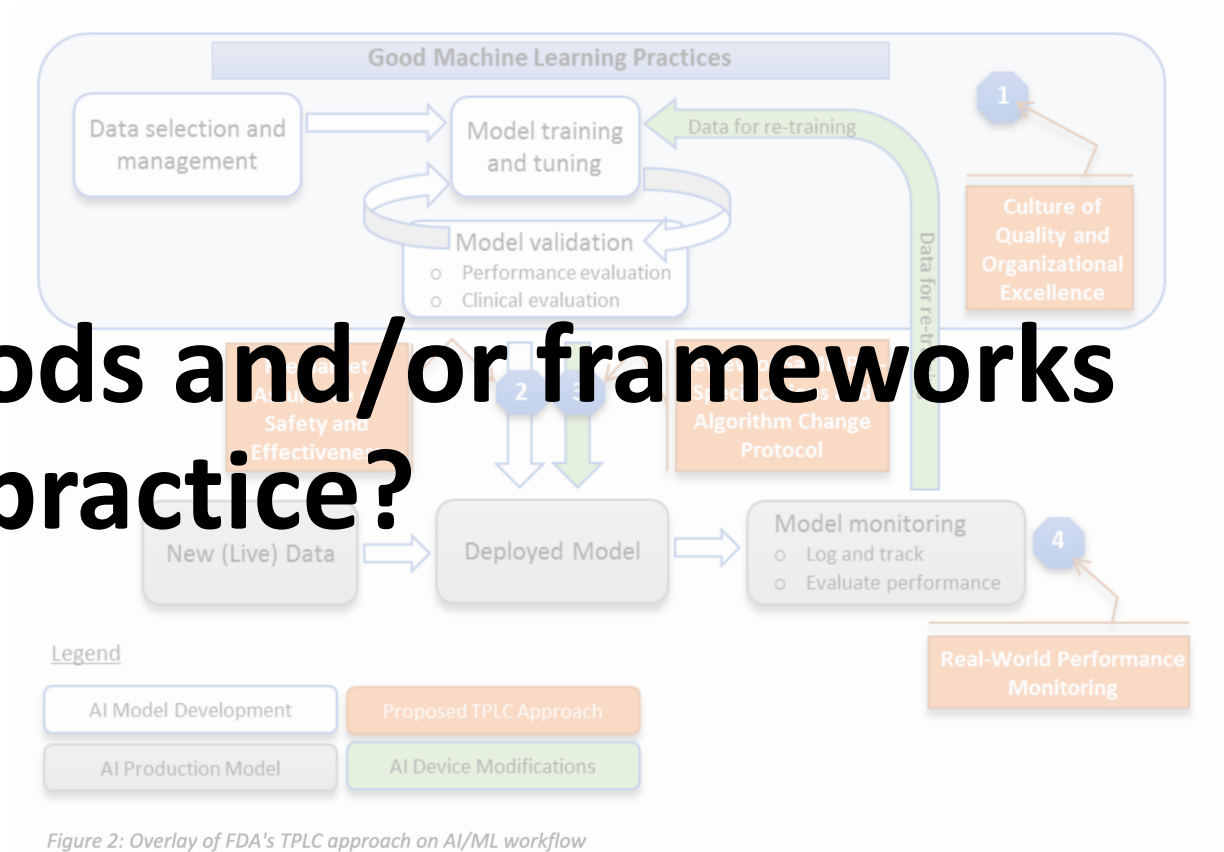 Good Machine Learning Practices
1
Data selection and
management
Model training
and tuning
Data for re-training
Model validation
o Performance evaluation
o Clinical evaluation
Culture of
Quality and
Organizational
Excellence
ods and/or frameworks
2
Safety and
Algorithm Change
Protocol
practice?
New (Live) Data
Deployed Model
Model monitoring
o Log and track
o Evaluate performance
4
Real-World Performance
Monitoring
Legend
AI Model Development
Proposed TPLC Approach
AI Production Model
AI Device Modifications
Figure 2: Overlay of FDA's TPLC approach on AI/ML workflow